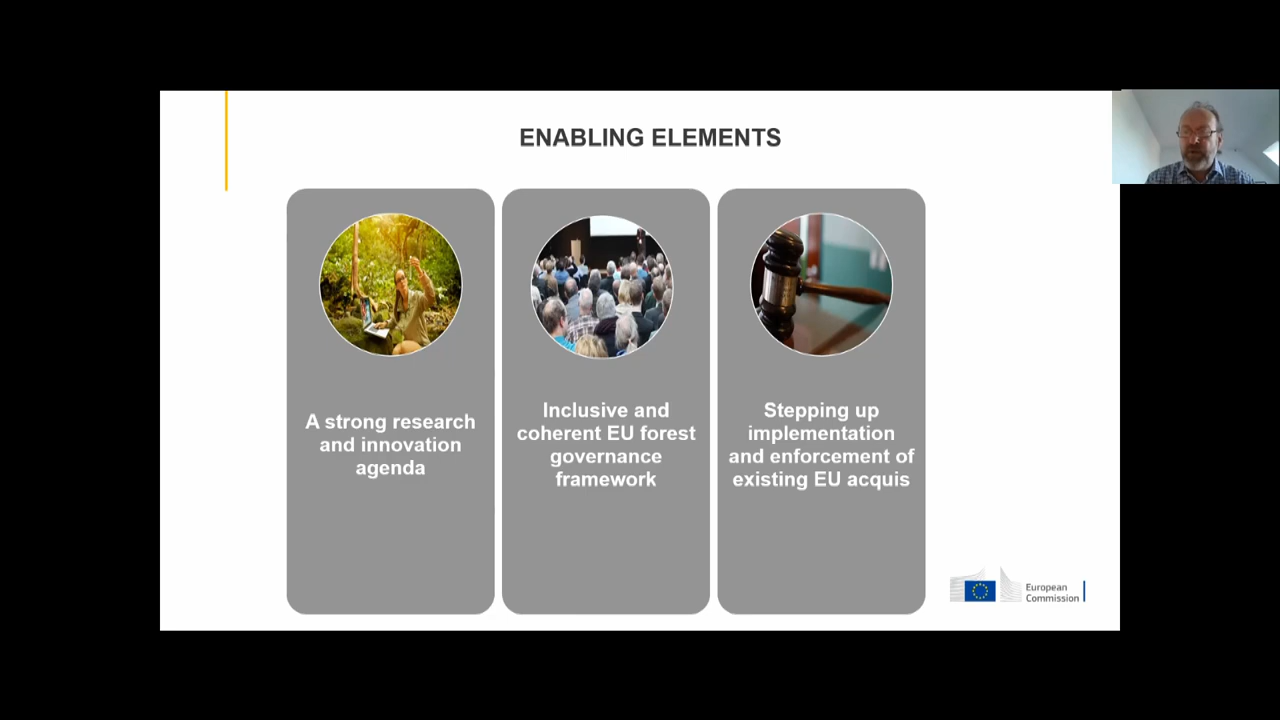 ENABLING ELEMENTS
A strong research
and innovation
agenda
Inclusive and
coherent EU forest
governance
framework
Stepping up
implementation
and enforcement of
existing EU acquis
European
Commission